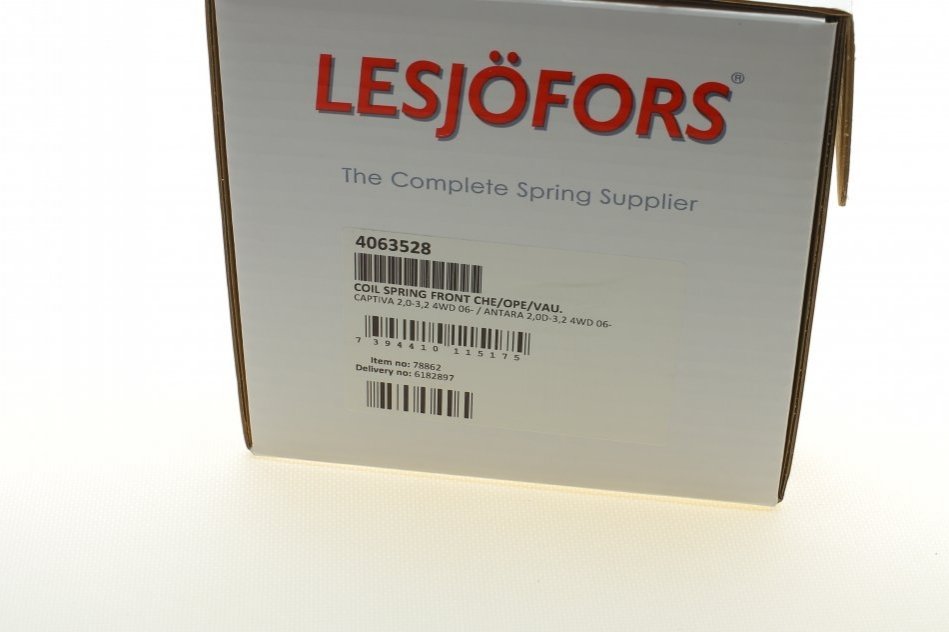 LESJÖFORS®
The Complete Spring Supplier
4063528
COIL SPRING FRONT CHE/OPE/VAU.
CAPTIVA 2,0-3,2 4WD 06- / ANTARA 2,0D-3,2 4WD 06-
7 394410 115175
Item no: 78862
Delivery no: 6182897